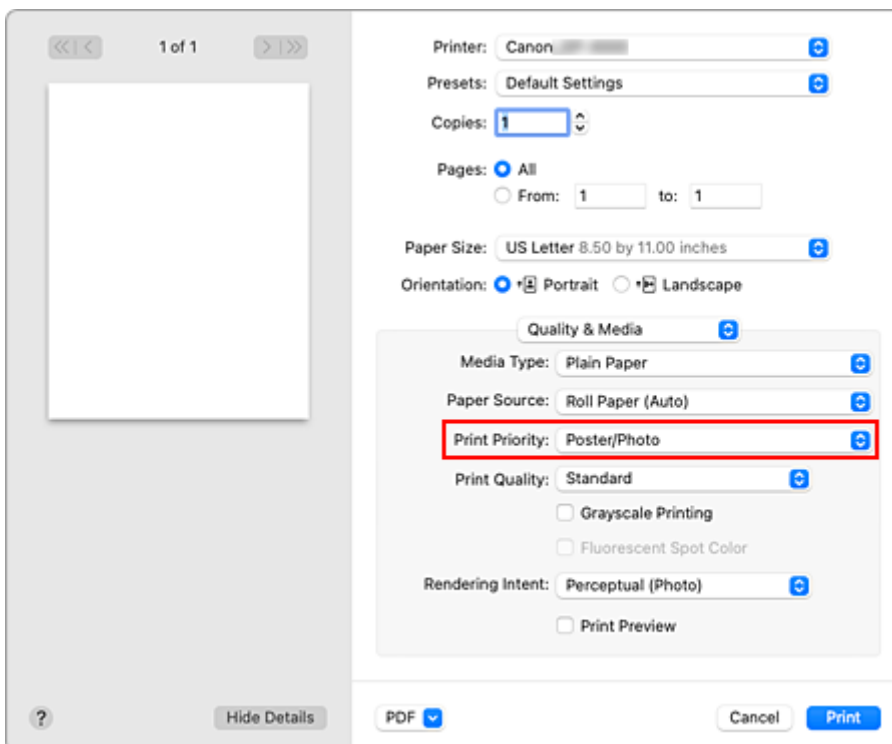 1 of 1
Printer: Canon
Presets: Default Settings
Copies: 1
Pages: All
From: 1 to: 1
Paper Size: US Letter 8.50 by 11.00 inches
Orientation: Portrait Landscape
Quality & Media
Media Type: Plain Paper
Paper Source: Roll Paper (Auto)
Print Priority: Poster/Photo
Print Quality: Standard
Grayscale Printing
Fluorescent Spot Color
Rendering Intent: Perceptual (Photo)
Print Preview
? Hide Details PDF Cancel Print